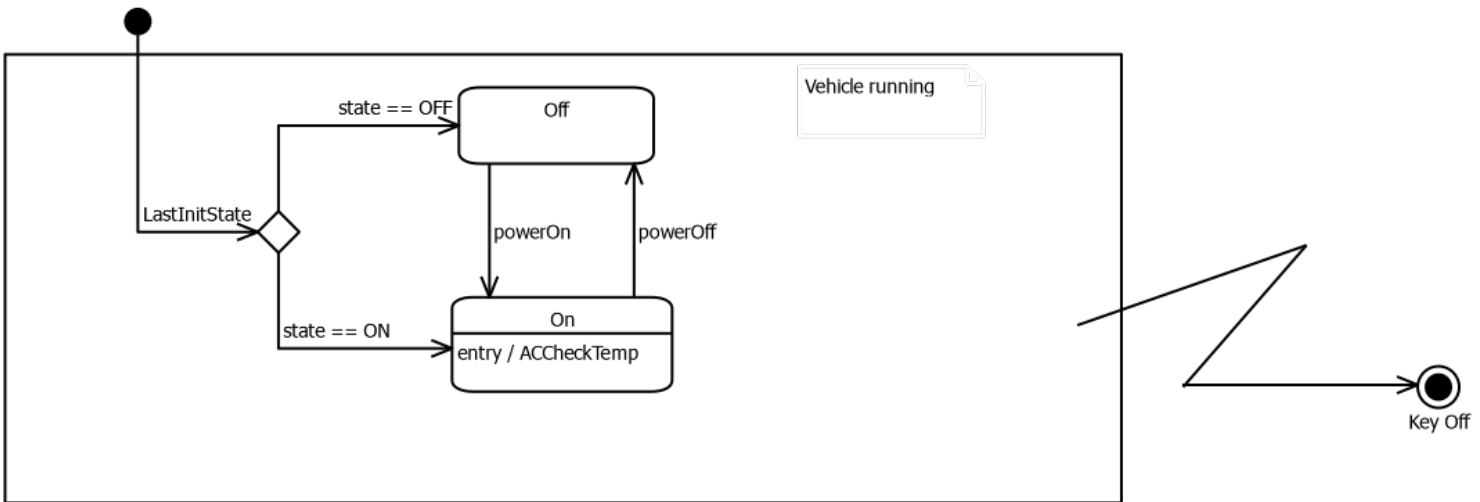 Vehicle running
state == OFF
Off
LastInitState
powerOn
powerOff
state == ON
On
entry / ACCheckTemp
Key Off